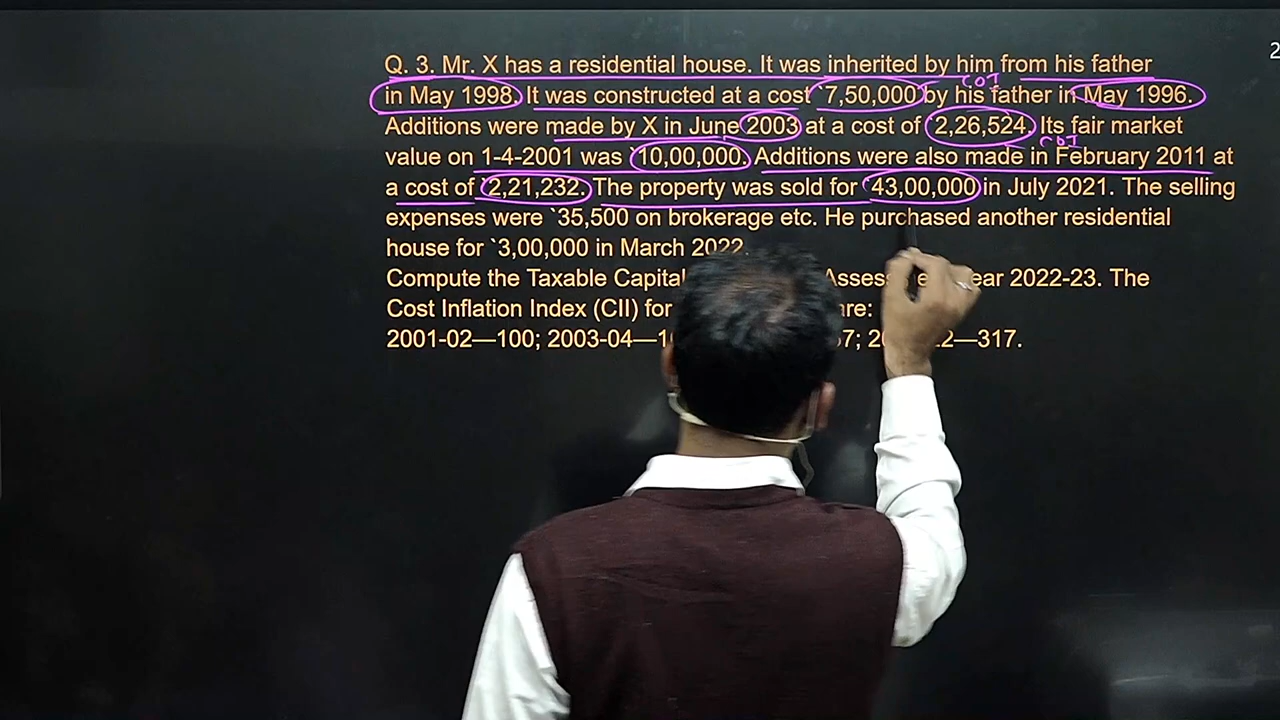 2
Q. 3. Mr. X has a residential house. It was inherited by him from his father
COI
in May 1998. It was constructed at a cost `7,50,000 by his father in May 1996.
Additions were made by X in June 2003 at a cost of `2,26,524. Its fair market
COI
value on 1-4-2001 was `10,00,000. Additions were also made in February 2011 at
a cost of `2,21,232. The property was sold for `43,00,000 in July 2021. The selling
expenses were `35,500 on brokerage etc. He purchased another residential
house for `3,00,000 in March 2022.
Compute the Taxable Capital Year 2022-23. The
Cost Inflation Index (CII) for are:
2001-02—100; 2003-04— —317.